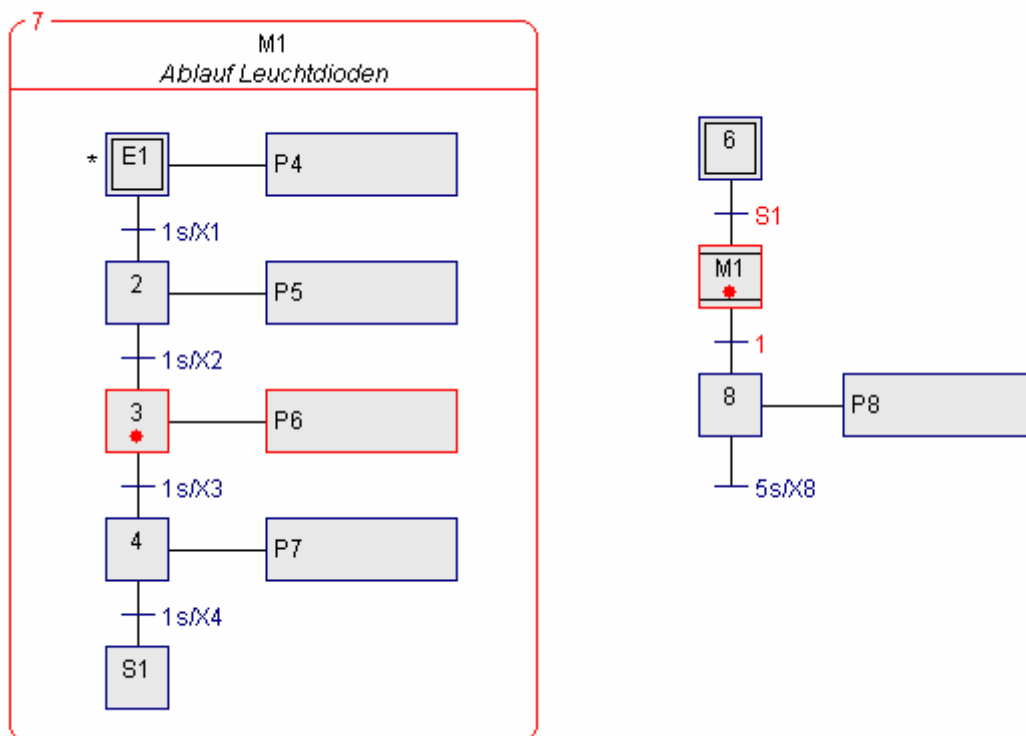 7
M1
Ablauf Leuchtdioden
* E1 P4
1s/X1
2 P5
1s/X2
3 P6
1s/X3
4 P7
1s/X4
S1
6
S1
M1
1
8 P8
5s/X8